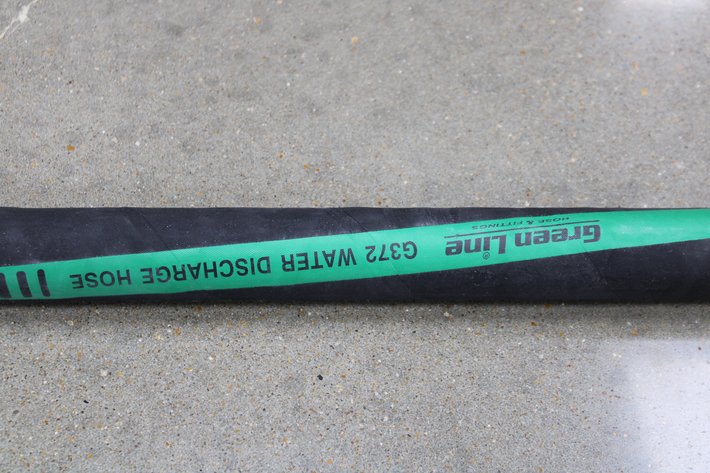 Green Line®
HOSE & FITTINGS
G372 WATER DISCHARGE HOSE